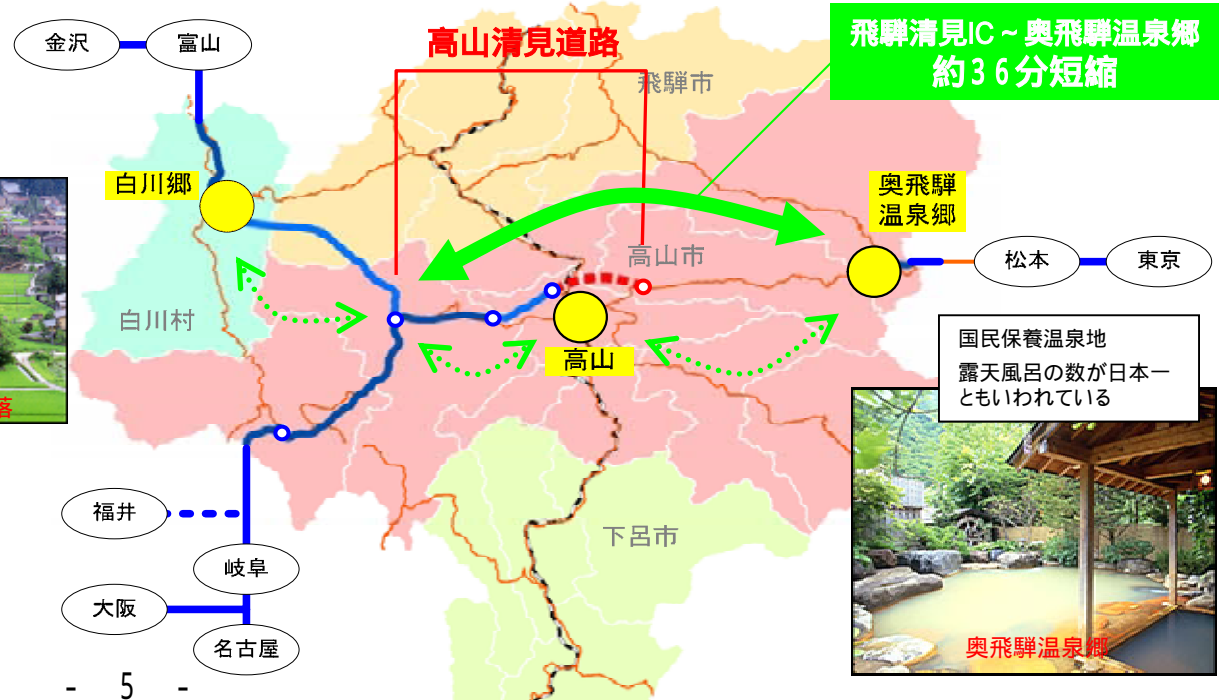 金沢
富山
高山清見道路
飛騨清見IC～奥飛騨温泉郷
約36分短縮
飛騨市
白川郷
奥飛騨
温泉郷
高山市
松本
東京
白川村
高山
国民保養温泉地
露天風呂の数が日本一
ともいわれている
落
福井
下呂市
岐阜
大阪
名古屋
奥飛騨温泉郷
- 5 -